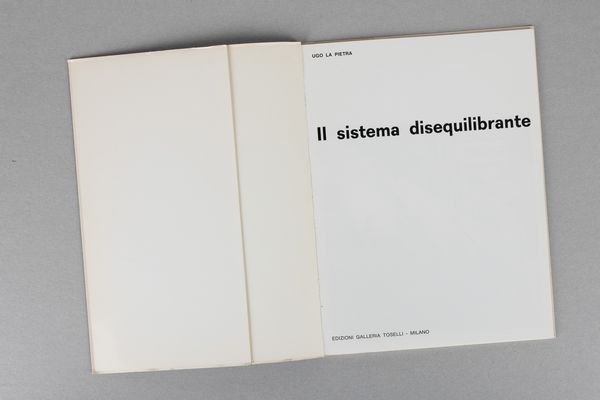 UGO LA PIETRA
Il sistema disequilibrante
EDIZIONI GALLERIA TOSELLI - MILANO